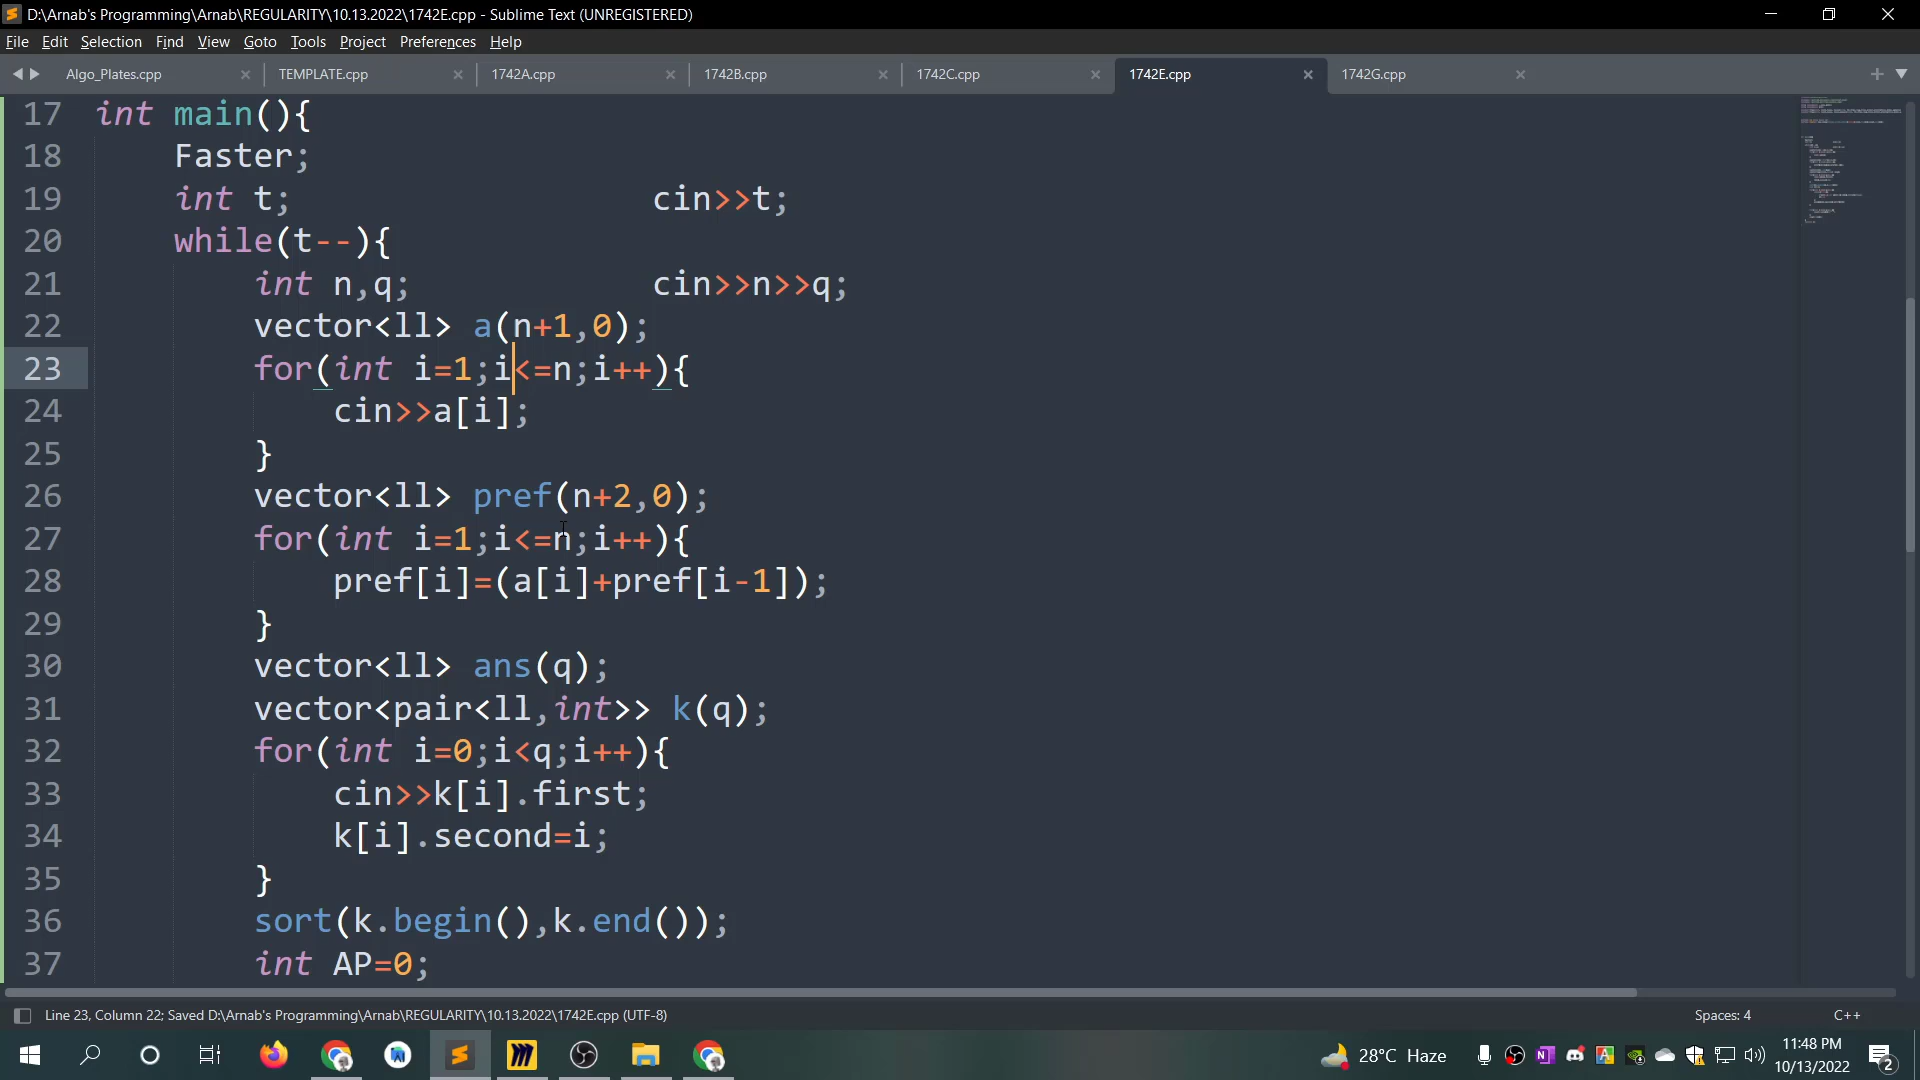 D:\Arnab's Programming\Arnab\REGULARITY\10.13.2022\1742E.cpp - Sublime Text (UNREGISTERED)
File Edit Selection Find View Goto Tools Project Preferences Help
Algo_Plates.cpp TEMPLATE.cpp 1742A.cpp 1742B.cpp 1742C.cpp 1742E.cpp 1742G.cpp
17 int main(){
18 Faster;
19 int t; cin>>t;
20 while(t--){
21 int n,q; cin>>n>>q;
22 vector<ll> a(n+1,0);
23 for(int i=1;i<=n;i++){
24 cin>>a[i];
25 }
26 vector<ll> pref(n+2,0);
27 for(int i=1;i<=n;i++){
28 pref[i]=(a[i]+pref[i-1]);
29 }
30 vector<ll> ans(q);
31 vector<pair<ll,int>> k(q);
32 for(int i=0;i<q;i++){
33 cin>>k[i].first;
34 k[i].second=i;
35 }
36 sort(k.begin(),k.end());
37 int AP=0;
Line 23, Column 22; Saved D:\Arnab's Programming\Arnab\REGULARITY\10.13.2022\1742E.cpp (UTF-8) Spaces: 4 C++
28°C Haze 11:48 PM
10/13/2022 2